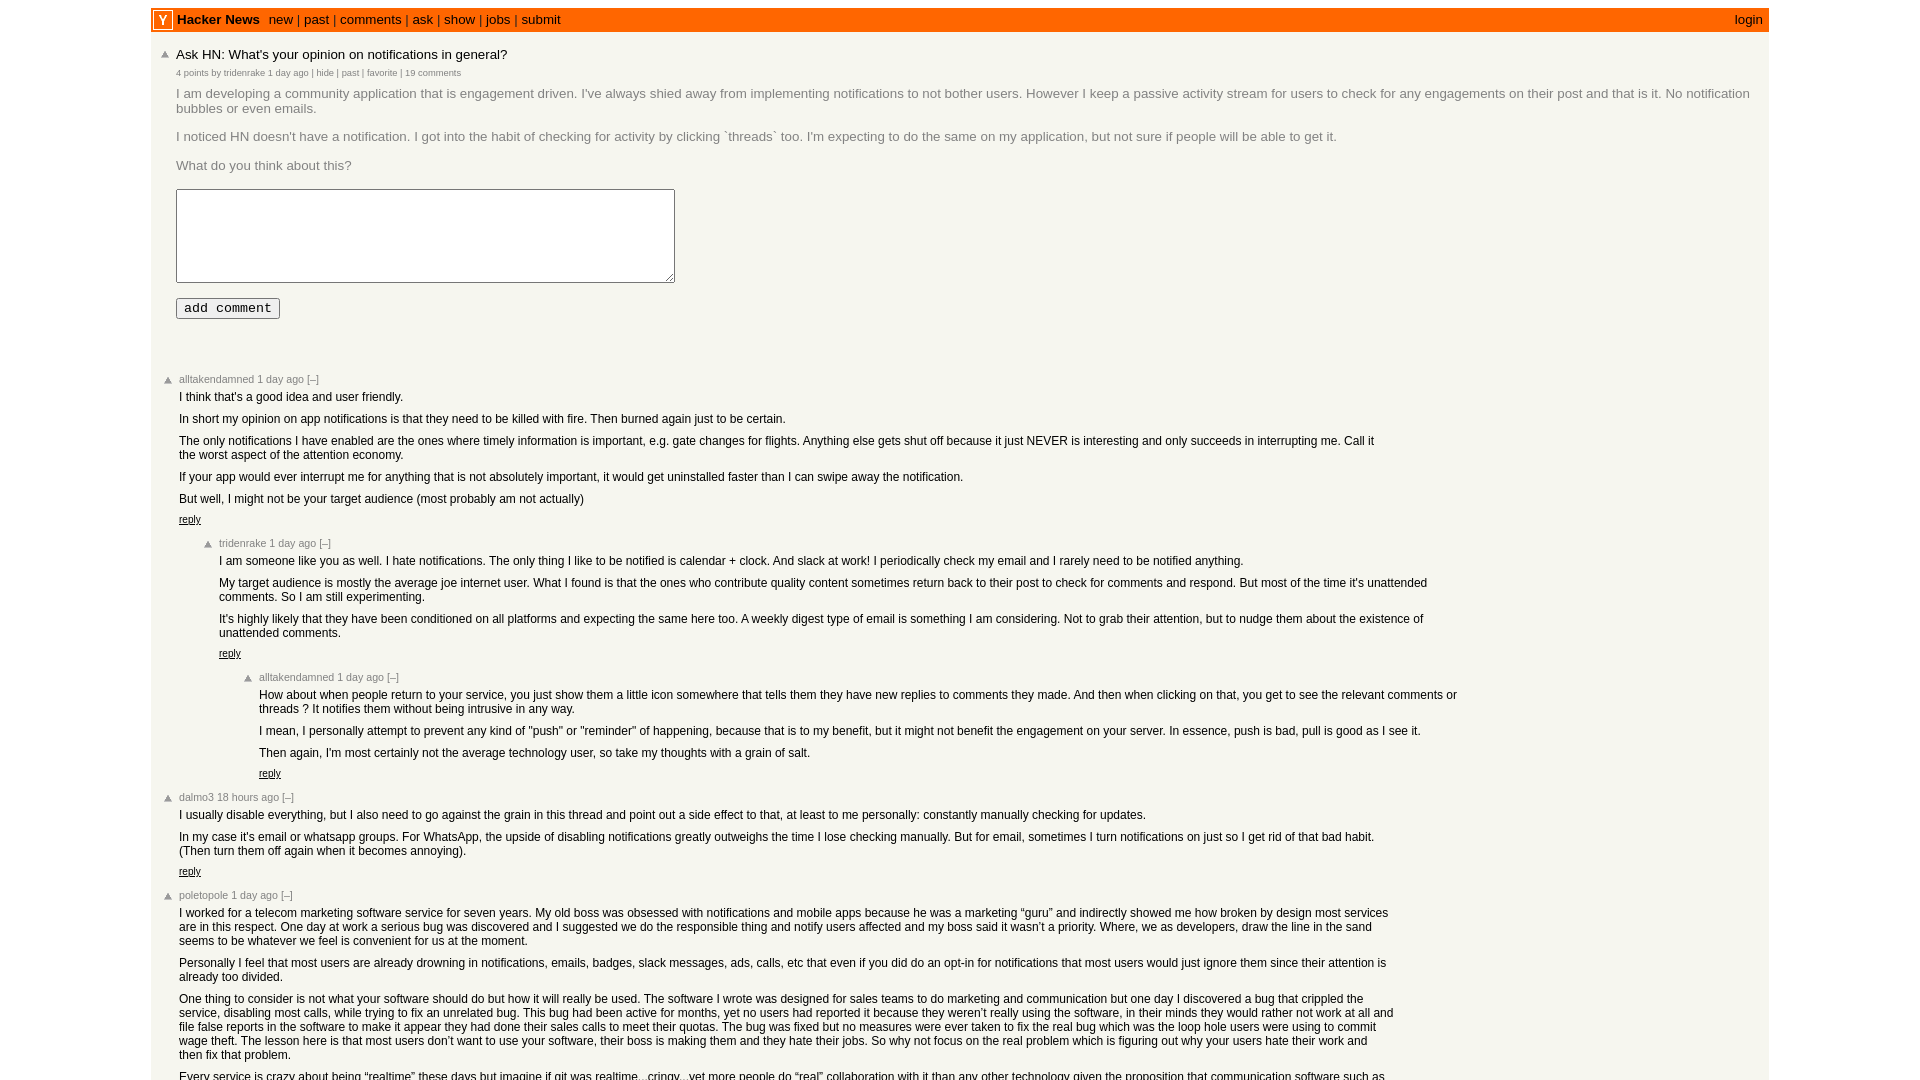 Y Hacker News new | past | comments | ask | show | jobs | submit login
Ask HN: What's your opinion on notifications in general?
4 points by tridenrake 1 day ago | hide | past | favorite | 19 comments
I am developing a community application that is engagement driven. I've always shied away from implementing notifications to not bother users. However I keep a passive activity stream for users to check for any engagements on their post and that is it. No notification
bubbles or even emails.
I noticed HN doesn't have a notification. I got into the habit of checking for activity by clicking `threads` too. I'm expecting to do the same on my application, but not sure if people will be able to get it.
What do you think about this?
add comment
alltakendamned 1 day ago [–]
I think that's a good idea and user friendly.
In short my opinion on app notifications is that they need to be killed with fire. Then burned again just to be certain.
The only notifications I have enabled are the ones where timely information is important, e.g. gate changes for flights. Anything else gets shut off because it just NEVER is interesting and only succeeds in interrupting me. Call it
the worst aspect of the attention economy.
If your app would ever interrupt me for anything that is not absolutely important, it would get uninstalled faster than I can swipe away the notification.
But well, I might not be your target audience (most probably am not actually)
reply
tridenrake 1 day ago [–]
I am someone like you as well. I hate notifications. The only thing I like to be notified is calendar + clock. And slack at work! I periodically check my email and I rarely need to be notified anything.
My target audience is mostly the average joe internet user. What I found is that the ones who contribute quality content sometimes return back to their post to check for comments and respond. But most of the time it's unattended
comments. So I am still experimenting.
It's highly likely that they have been conditioned on all platforms and expecting the same here too. A weekly digest type of email is something I am considering. Not to grab their attention, but to nudge them about the existence of
unattended comments.
reply
alltakendamned 1 day ago [–]
How about when people return to your service, you just show them a little icon somewhere that tells them they have new replies to comments they made. And then when clicking on that, you get to see the relevant comments or
threads ? It notifies them without being intrusive in any way.
I mean, I personally attempt to prevent any kind of "push" or "reminder" of happening, because that is to my benefit, but it might not benefit the engagement on your server. In essence, push is bad, pull is good as I see it.
Then again, I'm most certainly not the average technology user, so take my thoughts with a grain of salt.
reply
dalmo3 18 hours ago [–]
I usually disable everything, but I also need to go against the grain in this thread and point out a side effect to that, at least to me personally: constantly manually checking for updates.
In my case it's email or whatsapp groups. For WhatsApp, the upside of disabling notifications greatly outweighs the time I lose checking manually. But for email, sometimes I turn notifications on just so I get rid of that bad habit.
(Then turn them off again when it becomes annoying).
reply
poletopole 1 day ago [–]
I worked for a telecom marketing software service for seven years. My old boss was obsessed with notifications and mobile apps because he was a marketing “guru” and indirectly showed me how broken by design most services
are in this respect. One day at work a serious bug was discovered and I suggested we do the responsible thing and notify users affected and my boss said it wasn’t a priority. Where, we as developers, draw the line in the sand
seems to be whatever we feel is convenient for us at the moment.
Personally I feel that most users are already drowning in notifications, emails, badges, slack messages, ads, calls, etc that even if you did do an opt-in for notifications that most users would just ignore them since their attention is
already too divided.
One thing to consider is not what your software should do but how it will really be used. The software I wrote was designed for sales teams to do marketing and communication but one day I discovered a bug that crippled the
service, disabling most calls, while trying to fix an unrelated bug. This bug had been active for months, yet no users had reported it because they weren’t really using the software, in their minds they would rather not work at all and
file false reports in the software to make it appear they had done their sales calls to meet their quotas. The bug was fixed but no measures were ever taken to fix the real bug which was the loop hole users were using to commit
wage theft. The lesson here is that most users don’t want to use your software, their boss is making them and they hate their jobs. So why not focus on the real problem which is figuring out why your users hate their work and
then fix that problem.
Every service is crazy about being “realtime” these days but imagine if git was realtime...cringy...yet more people do “real” collaboration with it than any other technology given the proposition that communication software such as